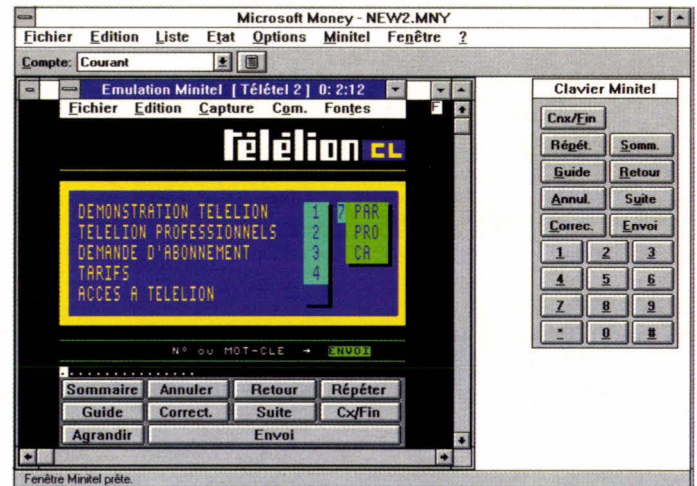 Microsoft Money - NEW2.MNY
Fichier Edition Liste Etat Options Minitel Fenêtre ?
Compte: Courant
Emulation Minitel [ Télétel 2 ] 0: 2:12
Fichier Edition Capture Com. Fontes F
Télélion CL
DEMONSTRATION TELELION 1 7 PAR
TELELION PROFESSIONNELS 2 PRO
DEMANDE D'ABONNEMENT 3 CA
TARIFS 4
ACCES A TELELION
N° ou MOT-CLE → ENVOI
Sommaire Annuler Retour Répéter
Guide Correct. Suite Cx/Fin
Agrandir Envoi
Clavier Minitel
Cnx/Fin
Répét. Somm.
Guide Retour
Annul. Suite
Correc. Envoi
1 2 3
4 5 6
7 8 9
* 0 #
Fenêtre Minitel prête.